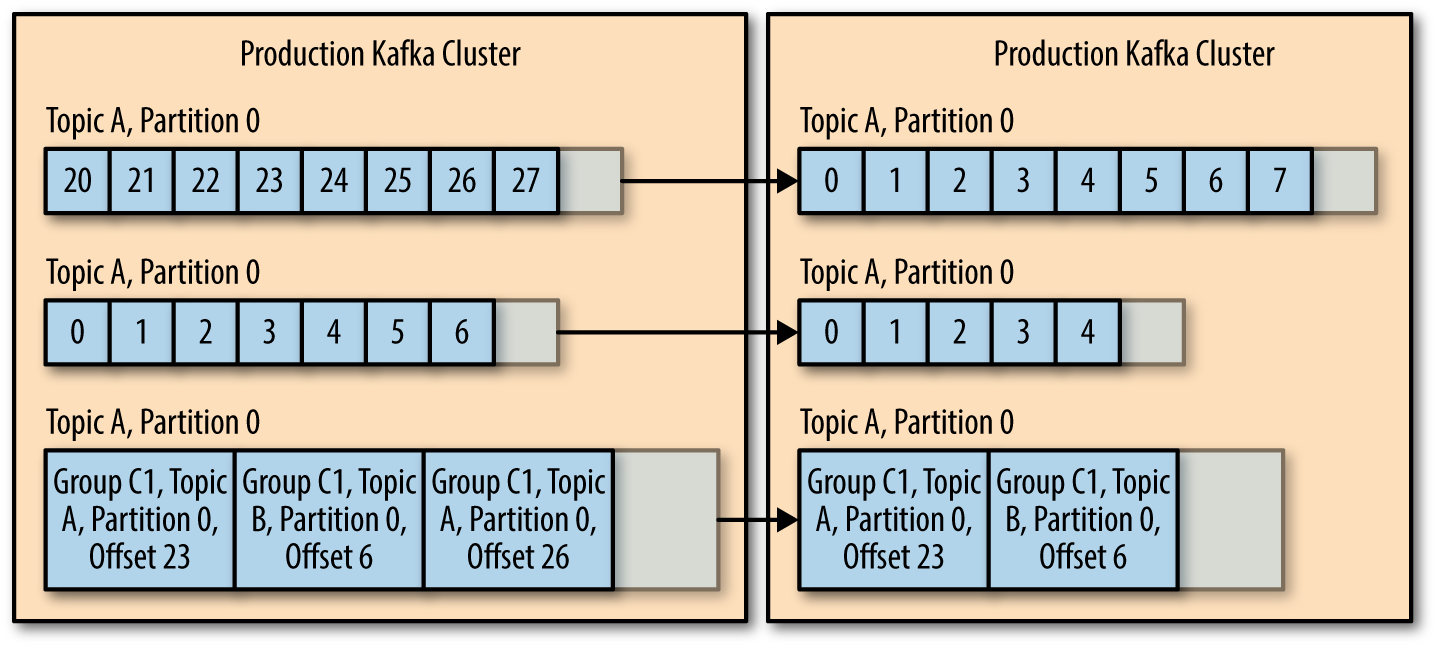 Production Kafka Cluster
Topic A, Partition 0
20 21 22 23 24 25 26 27
Topic A, Partition 0
0 1 2 3 4 5 6
Topic A, Partition 0
Group C1, Topic
A, Partition 0,
Offset 23
Group C1, Topic
B, Partition 0,
Offset 6
Group C1, Topic
A, Partition 0,
Offset 26
Production Kafka Cluster
Topic A, Partition 0
0 1 2 3 4 5 6 7
Topic A, Partition 0
0 1 2 3 4
Topic A, Partition 0
Group C1, Topic
A, Partition 0,
Offset 23
Group C1, Topic
B, Partition 0,
Offset 6